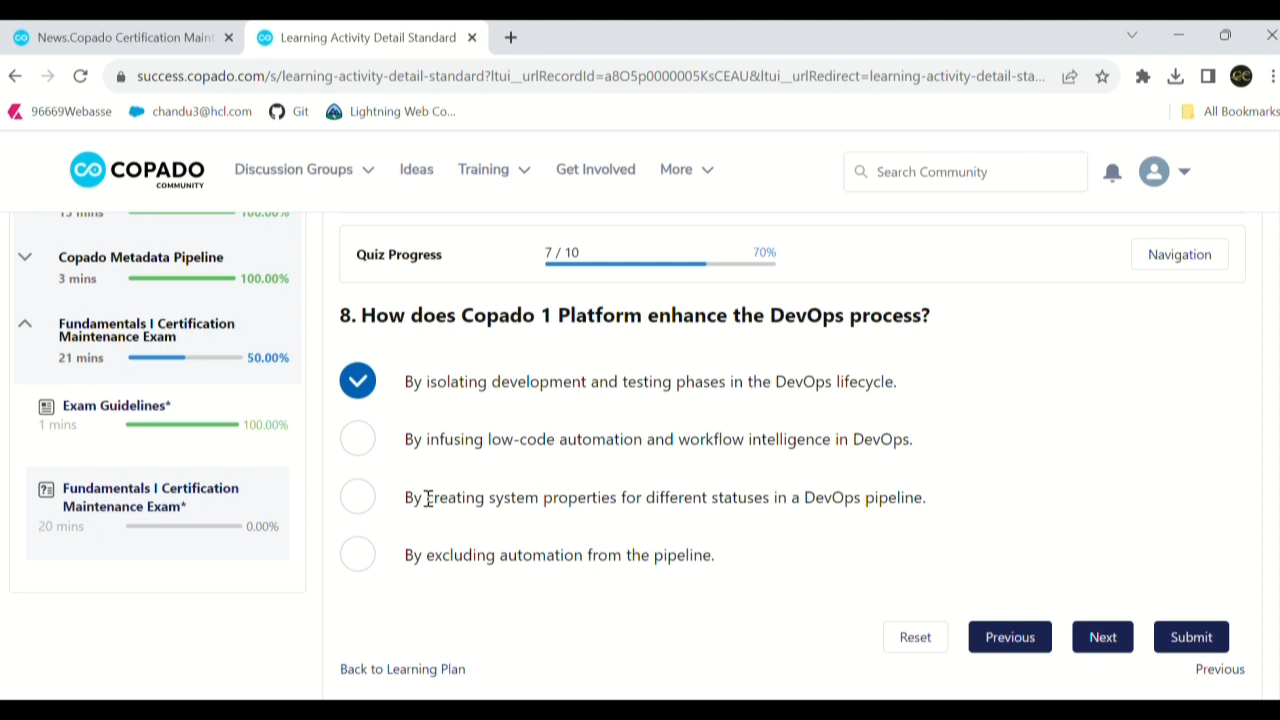 News.Copado Certification Maint
Learning Activity Detail Standard
success.copado.com/s/learning-activity-detail-standard?ltui__urlRecordId=a8O5p0000005KsCEAU&ltui__urlRedirect=learning-activity-detail-sta...
96669Webasse
chandu3@hcl.com
Git
Lightning Web Co...
All Bookmarks
COPADO
COMMUNITY
Discussion Groups
Ideas
Training
Get Involved
More
Search Community
15 mins
100.00%
Copado Metadata Pipeline
3 mins
100.00%
Fundamentals I Certification
Maintenance Exam
21 mins
50.00%
Exam Guidelines*
1 mins
100.00%
Fundamentals I Certification
Maintenance Exam*
20 mins
0.00%
Quiz Progress
7 / 10
70%
Navigation
8. How does Copado 1 Platform enhance the DevOps process?
By isolating development and testing phases in the DevOps lifecycle.
By infusing low-code automation and workflow intelligence in DevOps.
By creating system properties for different statuses in a DevOps pipeline.
By excluding automation from the pipeline.
Reset
Previous
Next
Submit
Back to Learning Plan
Previous